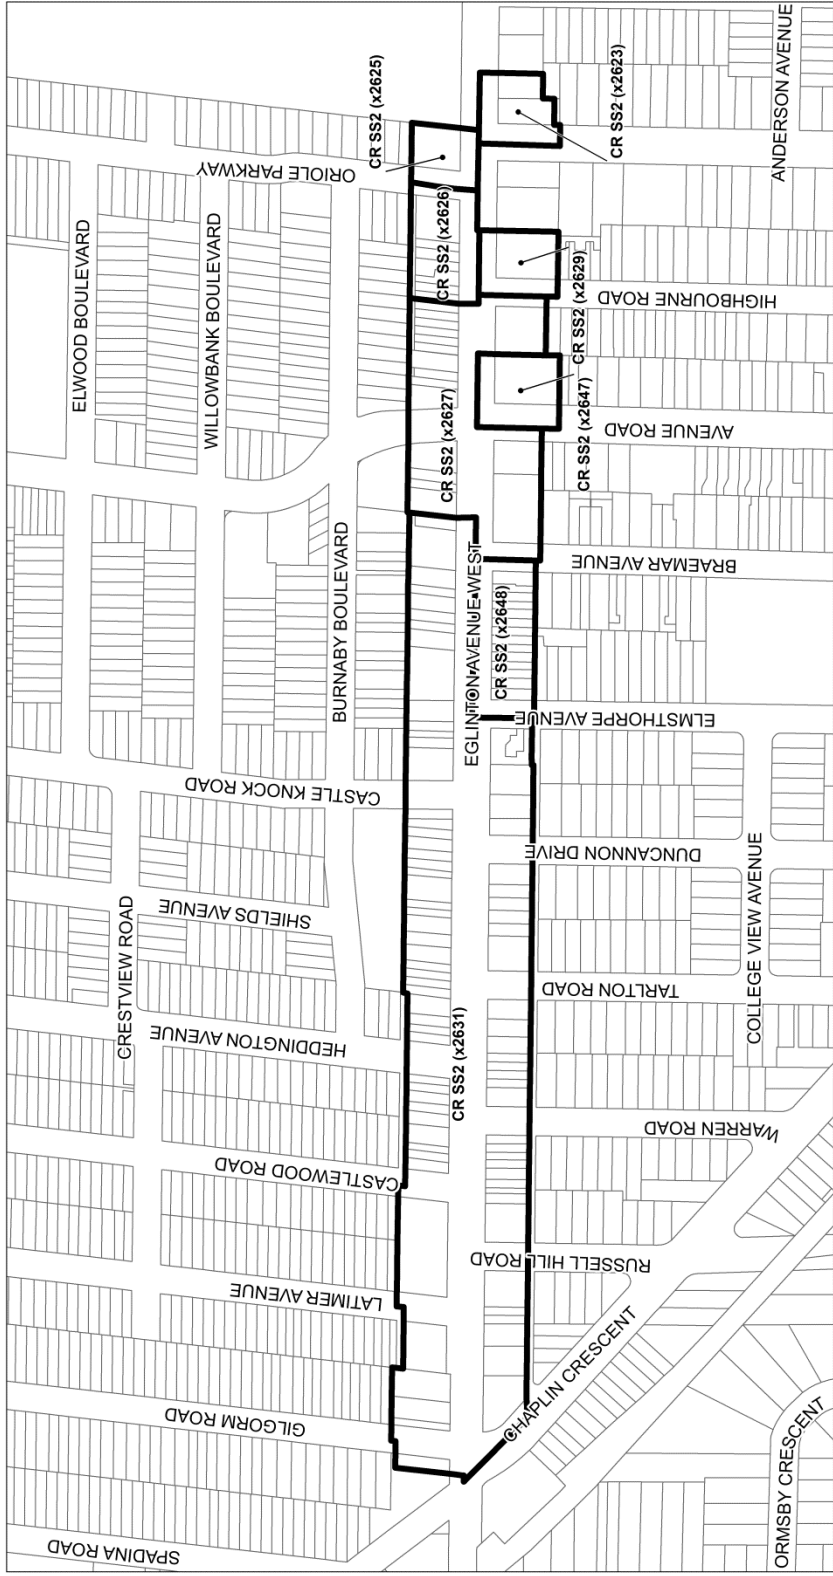 ANDERSON AVENUE
CR SS2 (x2623)
CR SS2 (x2625)
ORIOLE PARKWAY
CR SS2 (x2626)
CR SS2 (x2629)
HIGHBOURNE ROAD
ELWOOD BOULEVARD
WILLOWBANK BOULEVARD
CR SS2 (x2627)
CR SS2 (x2647)
AVENUE ROAD
BURNABY BOULEVARD
EGLINTON AVENUE WEST
CR SS2 (x2648)
BRAEMAR AVENUE
ELMSTHORPE AVENUE
CASTLE KNOCK ROAD
DUNCANNON DRIVE
COLLEGE VIEW AVENUE
SHIELDS AVENUE
CRESTVIEW ROAD
TARLTON ROAD
HEDDINGTON AVENUE
CR SS2 (x2631)
WARREN ROAD
CASTLEWOOD ROAD
RUSSELL HILL ROAD
LATIMER AVENUE
CHAPLIN CRESCENT
GILGORM ROAD
ORMSBY CRESCENT
SPADINA ROAD